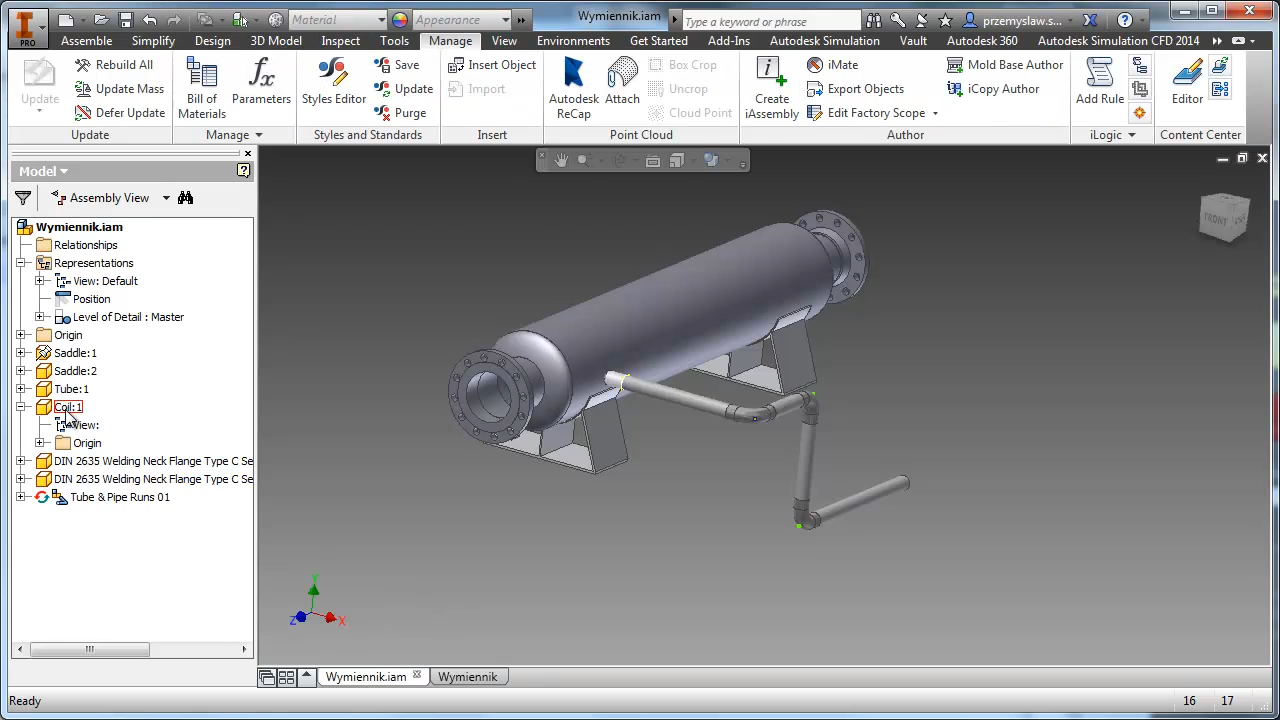 Material
Appearance
Wymiennik.iam
Type a keyword or phrase
przemyslaw.s...
PRO
Assemble Simplify Design 3D Model Inspect Tools Manage View Environments Get Started Add-Ins Autodesk Simulation Vault Autodesk 360 Autodesk Simulation CFD 2014
Update
Rebuild All
Update Mass
Defer Update
Update
Bill of Materials
Parameters
Manage
Styles Editor
Save
Update
Purge
Styles and Standards
Insert Object
Import
Insert
Autodesk ReCap
Attach
Box Crop
Uncrop
Cloud Point
Point Cloud
Create iAssembly
iMate
Export Objects
Edit Factory Scope
Mold Base Author
iCopy Author
Author
Add Rule
iLogic
Editor
Content Center
Model
Assembly View
Wymiennik.iam
Relationships
Representations
View: Default
Position
Level of Detail : Master
Origin
Saddle:1
Saddle:2
Tube:1
Coil:1
View:
Origin
DIN 2635 Welding Neck Flange Type C Se
DIN 2635 Welding Neck Flange Type C Se
Tube & Pipe Runs 01
FRONT
Y
Z
X
Wymiennik.iam
Wymiennik
Ready
16 17